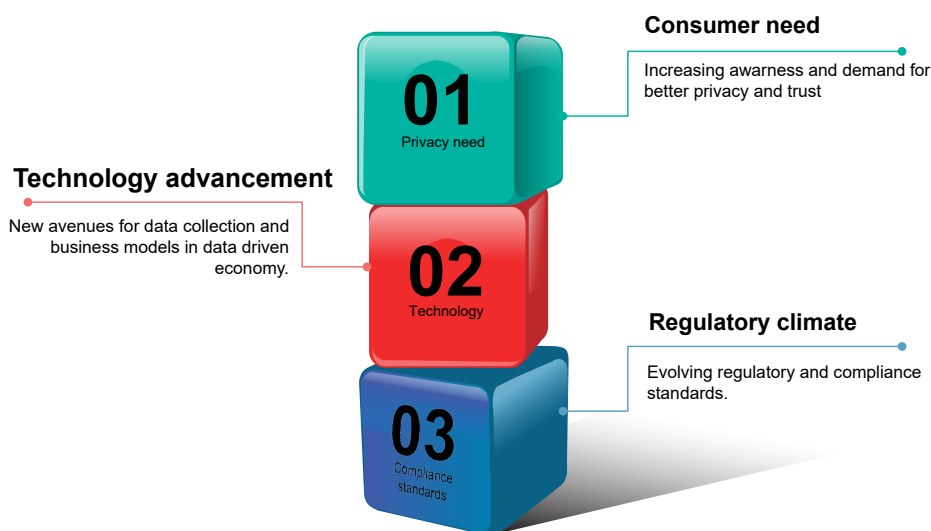 Consumer need
Increasing awarness and demand for
better privacy and trust
01
Privacy need
Technology advancement
New avenues for data collection and
business models in data driven
economy.
02
Technology
Regulatory climate
Evolving regulatory and compliance
standards.
03
Compliance
standards